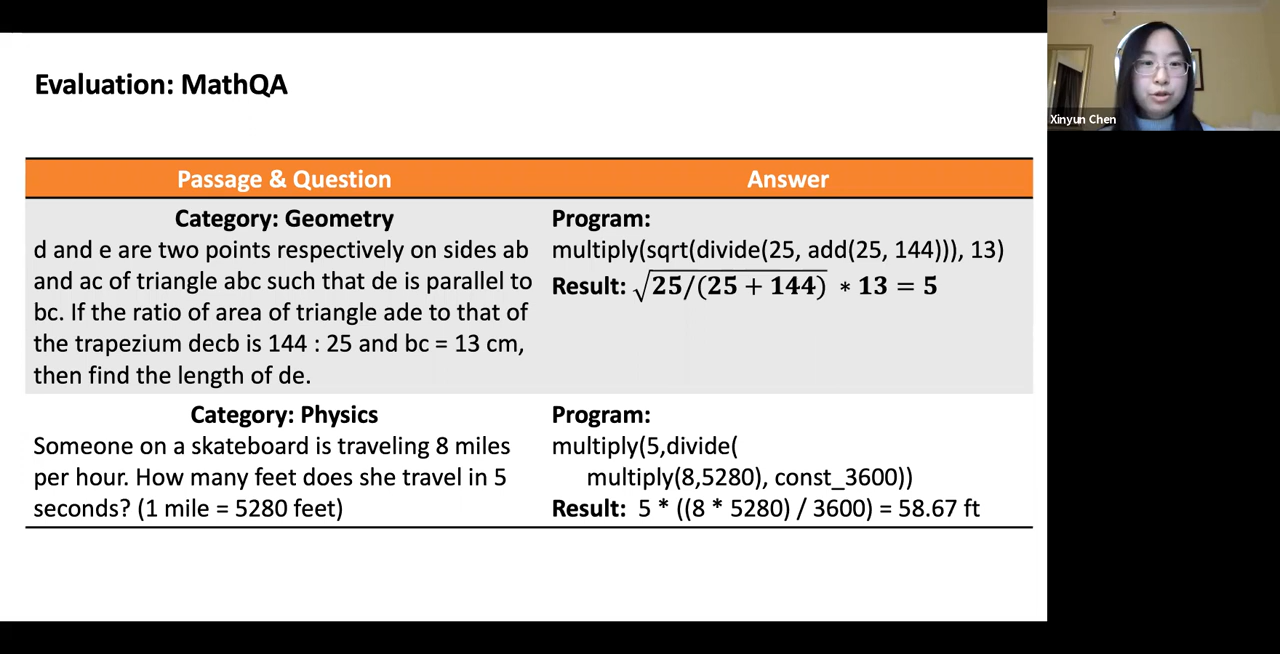 Evaluation: MathQA
Xinyun Chen
Passage & Question
Answer
Category: Geometry
d and e are two points respectively on sides ab
and ac of triangle abc such that de is parallel to
bc. If the ratio of area of triangle ade to that of
the trapezium decb is 144 : 25 and bc = 13 cm,
then find the length of de.
Program:
multiply(sqrt(divide(25, add(25, 144))), 13)
Result: √25/(25 + 144) * 13 = 5
Category: Physics
Someone on a skateboard is traveling 8 miles
per hour. How many feet does she travel in 5
seconds? (1 mile = 5280 feet)
Program:
multiply(5,divide(
multiply(8,5280), const_3600))
Result: 5 * ((8 * 5280) / 3600) = 58.67 ft